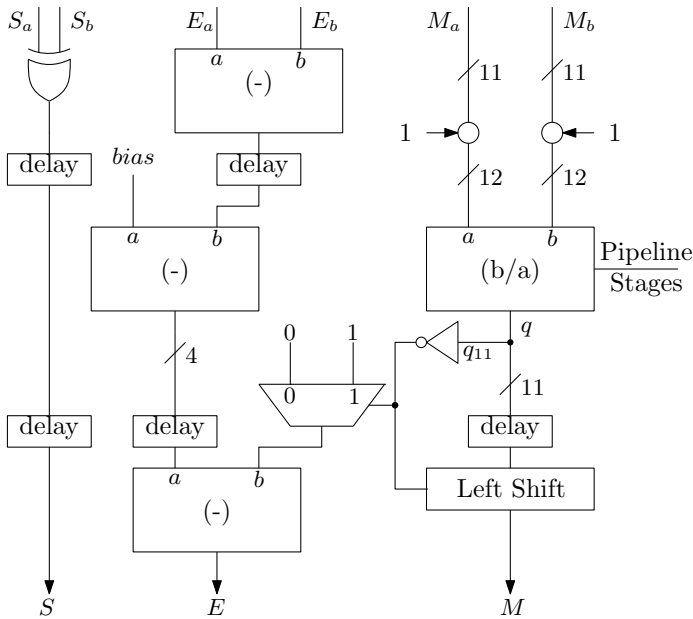 S_a S_b E_a E_b M_a M_b
a b
(-)
11 11
1 1
delay bias delay
12 12
a b a b
(-) (b/a) Pipeline
Stages
0 1 q
4 q_11
0 1 11
delay delay delay
a b
(-) Left Shift
S E M